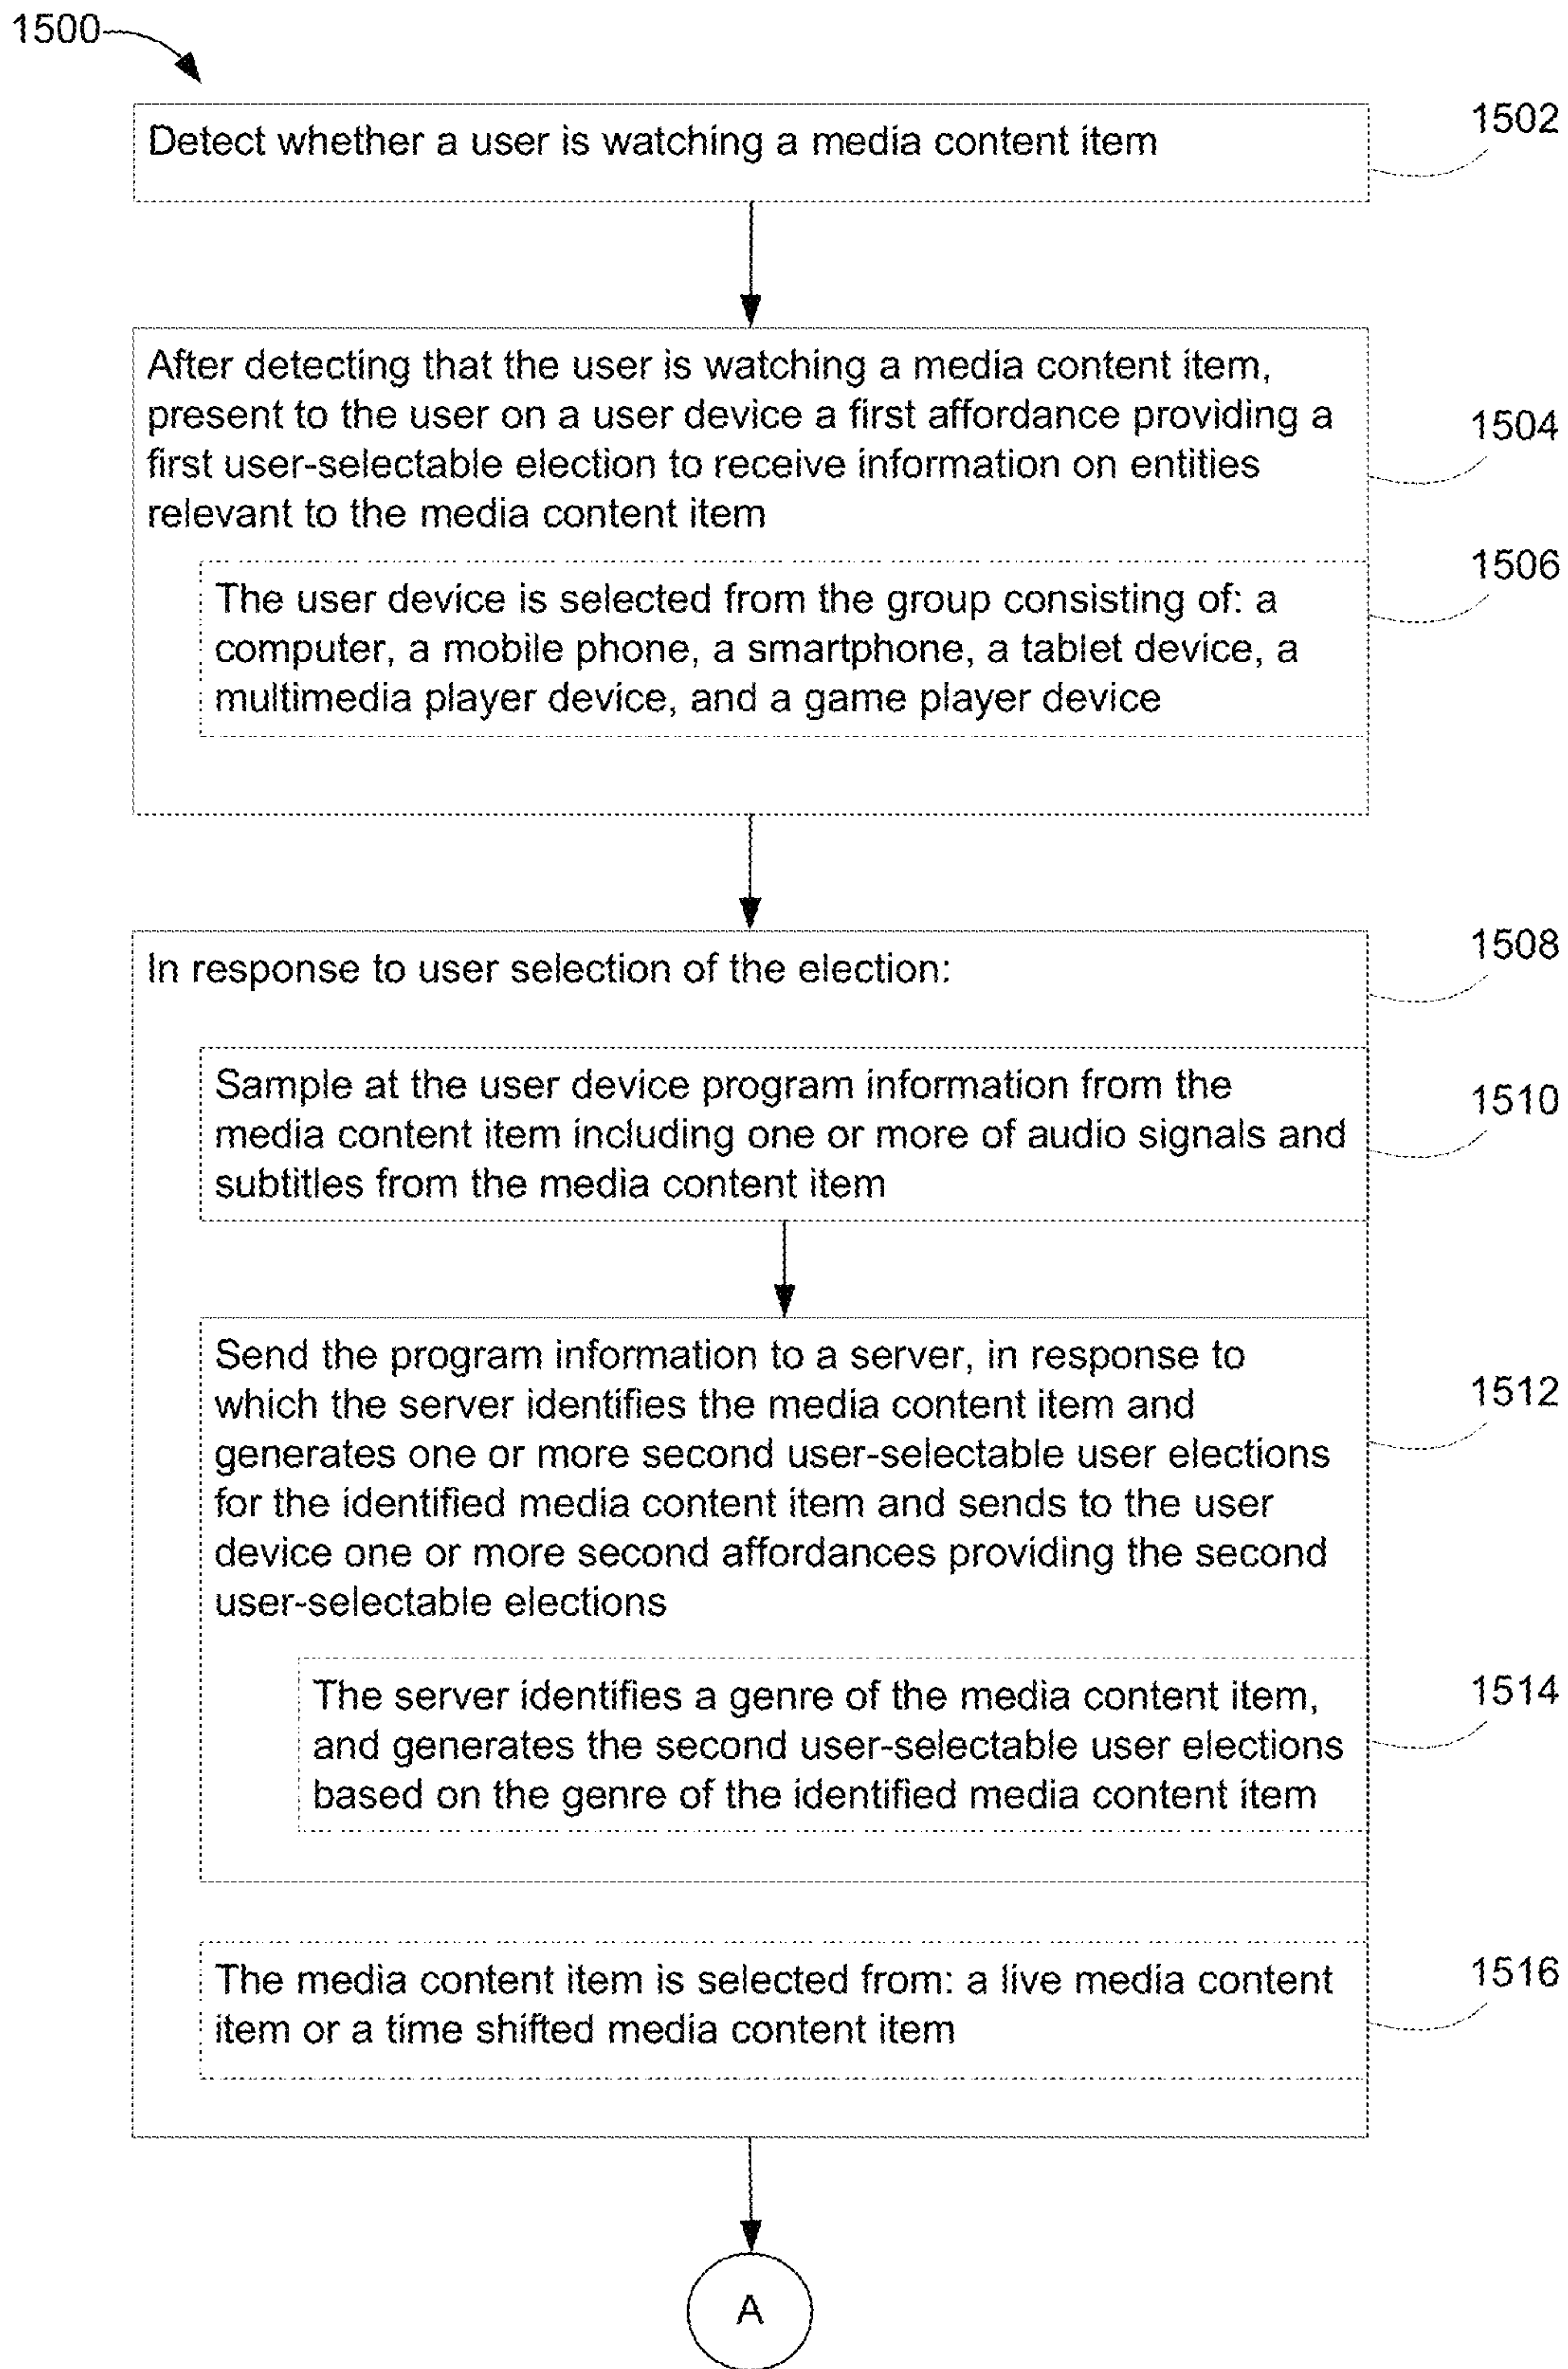 1500
Detect whether a user is watching a media content item
1502
After detecting that the user is watching a media content item,
present to the user on a user device a first affordance providing a
first user-selectable election to receive information on entities
relevant to the media content item
1504
The user device is selected from the group consisting of: a
computer, a mobile phone, a smartphone, a tablet device, a
multimedia player device, and a game player device
1506
In response to user selection of the election:
1508
Sample at the user device program information from the
media content item including one or more of audio signals and
subtitles from the media content item
1510
Send the program information to a server, in response to
which the server identifies the media content item and
generates one or more second user-selectable user elections
for the identified media content item and sends to the user
device one or more second affordances providing the second
user-selectable elections
1512
The server identifies a genre of the media content item,
and generates the second user-selectable user elections
based on the genre of the identified media content item
1514
The media content item is selected from: a live media content
item or a time shifted media content item
1516
A